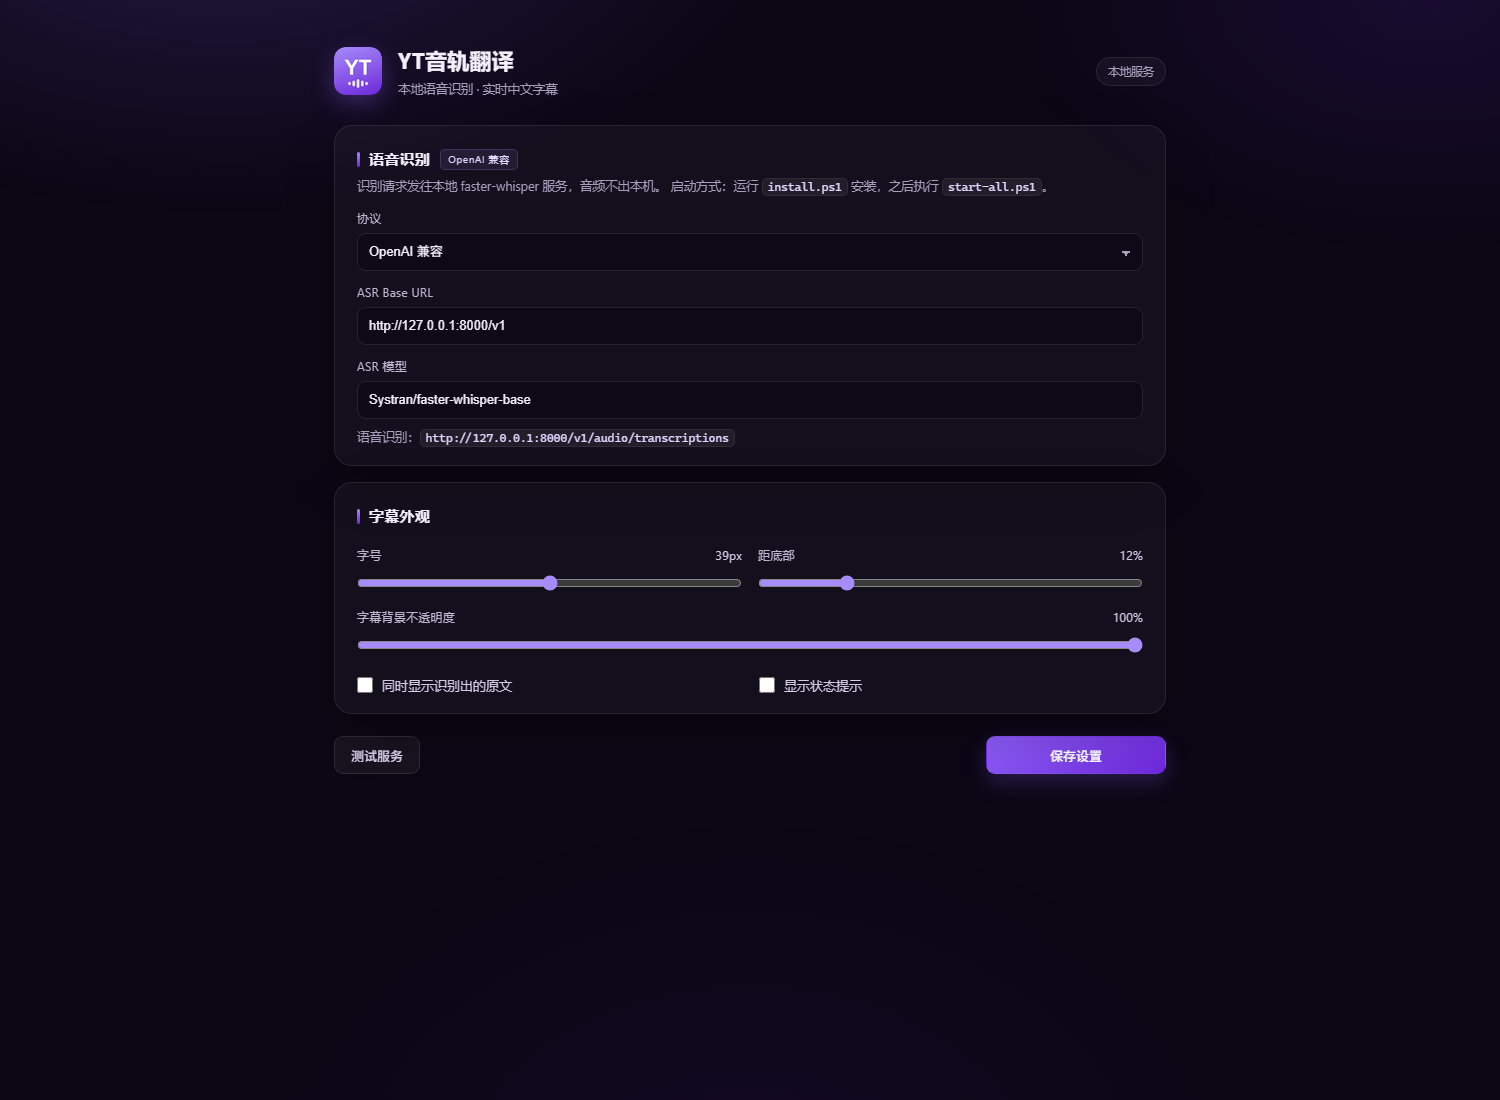 YT
YT音轨翻译
本地语音识别 · 实时中文字幕
本地服务
语音识别 OpenAI 兼容
识别请求发往本地 faster-whisper 服务，音频不出本机。 启动方式：运行 install.ps1 安装，之后执行 start-all.ps1。
协议
OpenAI 兼容
ASR Base URL
http://127.0.0.1:8000/v1
ASR 模型
Systran/faster-whisper-base
语音识别： http://127.0.0.1:8000/v1/audio/transcriptions
字幕外观
字号 39px 距底部 12%
字幕背景不透明度 100%
同时显示识别出的原文 显示状态提示
测试服务 保存设置